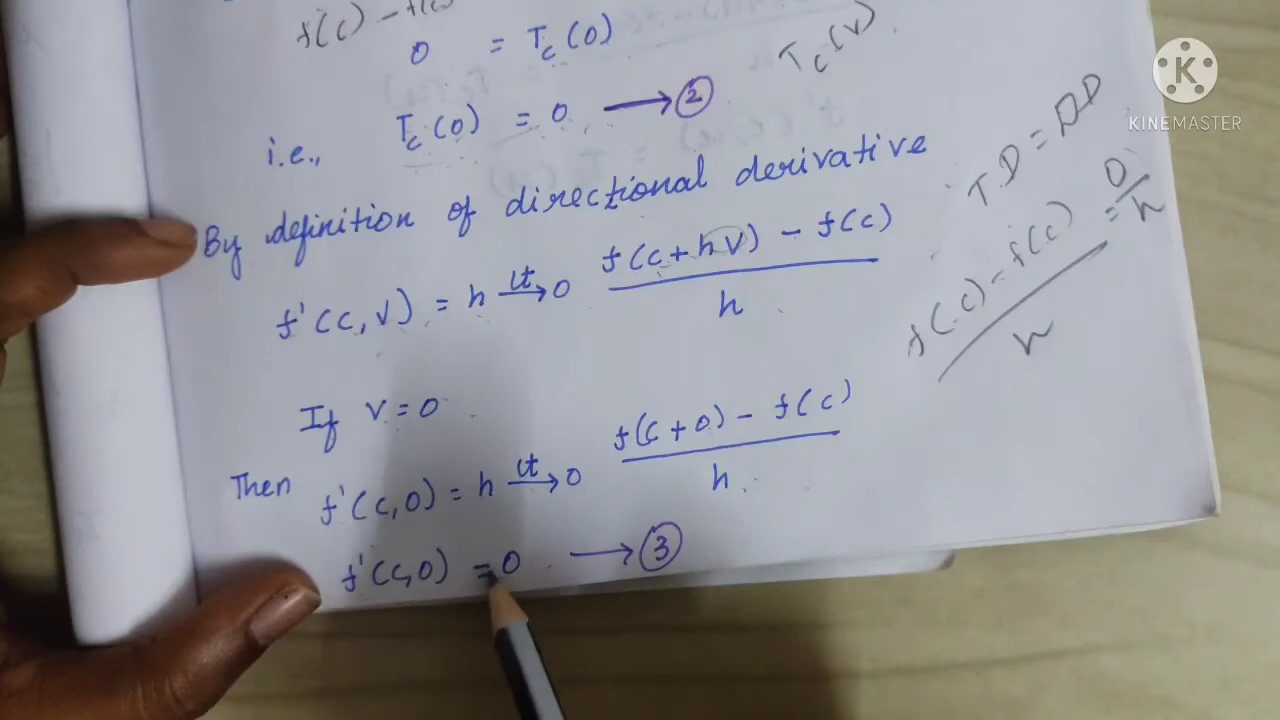 f(c) - f(c)
0 = T_c(0)
T_c(v)
i.e., T_c(0) = 0 → ②
By definition of directional derivative
f'(c, v) = h lt→ 0 f(c + hv) - f(c) / h
T.D = DD
f(c) - f(c) / h = 0 / h
If v = 0
Then f'(c, 0) = h lt→ 0 f(c + 0) - f(c) / h
f'(c, 0) = 0 → ③
K
KINEMASTER